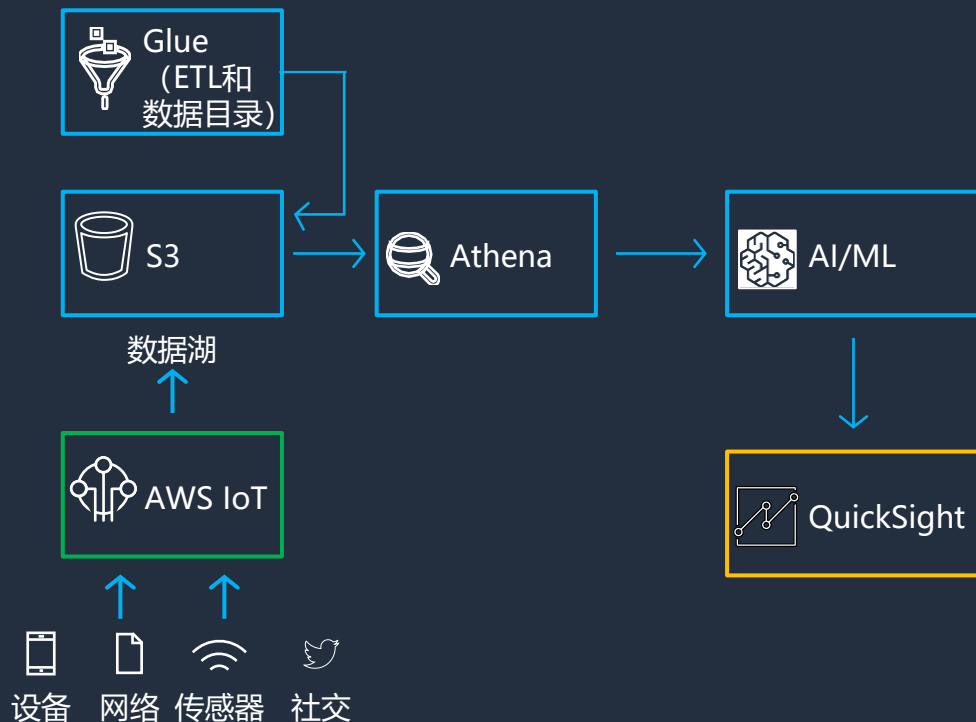 Glue
（ETL和
数据目录）
S3
Athena
AI/ML
数据湖
AWS IoT
QuickSight
设备
网络
传感器
社交